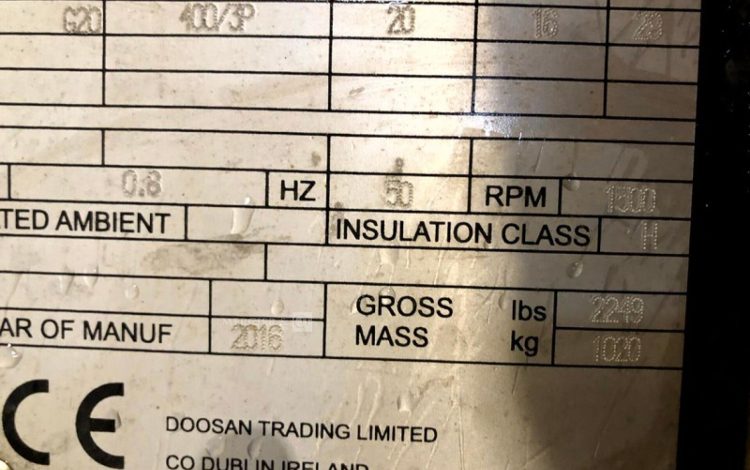 G20 400/3P 20 16 29
0.8 HZ 50 RPM 1500
TED AMBIENT INSULATION CLASS H
GROSS lbs 2249
AR OF MANUF 2016 MASS kg 1020
CE
DOOSAN TRADING LIMITED
CO DUBLIN IRELAND